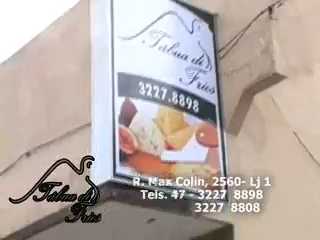 Tábua de
Frios
3227.8898
R. Max Colin, 2560- Lj 1
Tels. 47 - 3227 8898
3227 8808
Tábua de
Frios